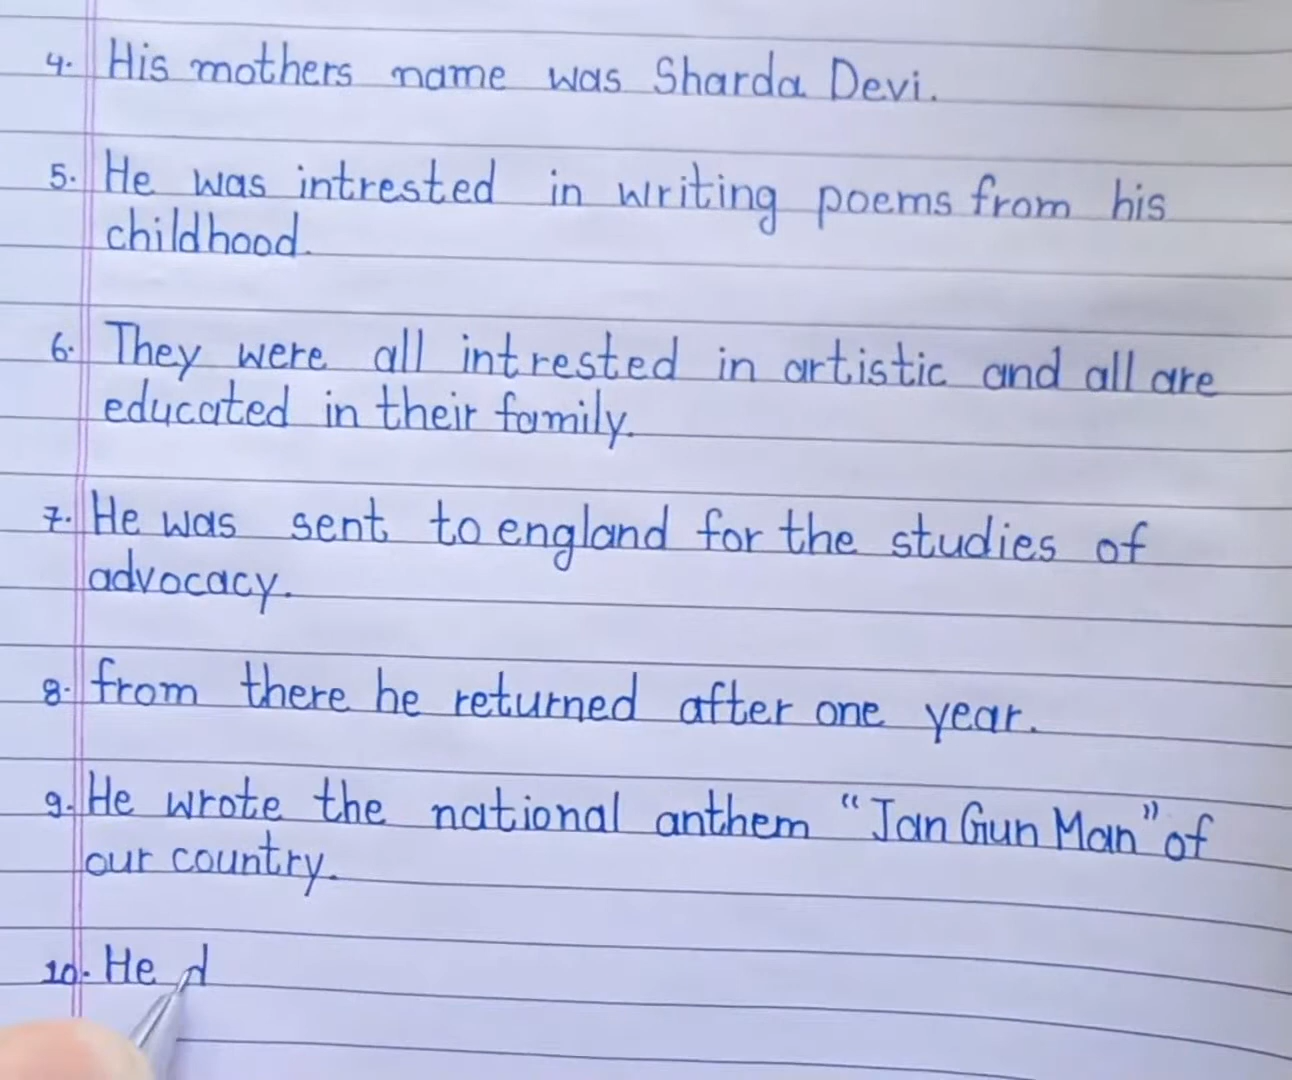 4. His mothers name was Sharda Devi.
5. He was intrested in writing poems from his
childhood.
6. They were all intrested in artistic and all are
educated in their family.
7. He was sent to england for the studies of
advocacy.
8. from there he returned after one year.
9. He wrote the national anthem "Jan Gun Man" of
our country.
10. He d